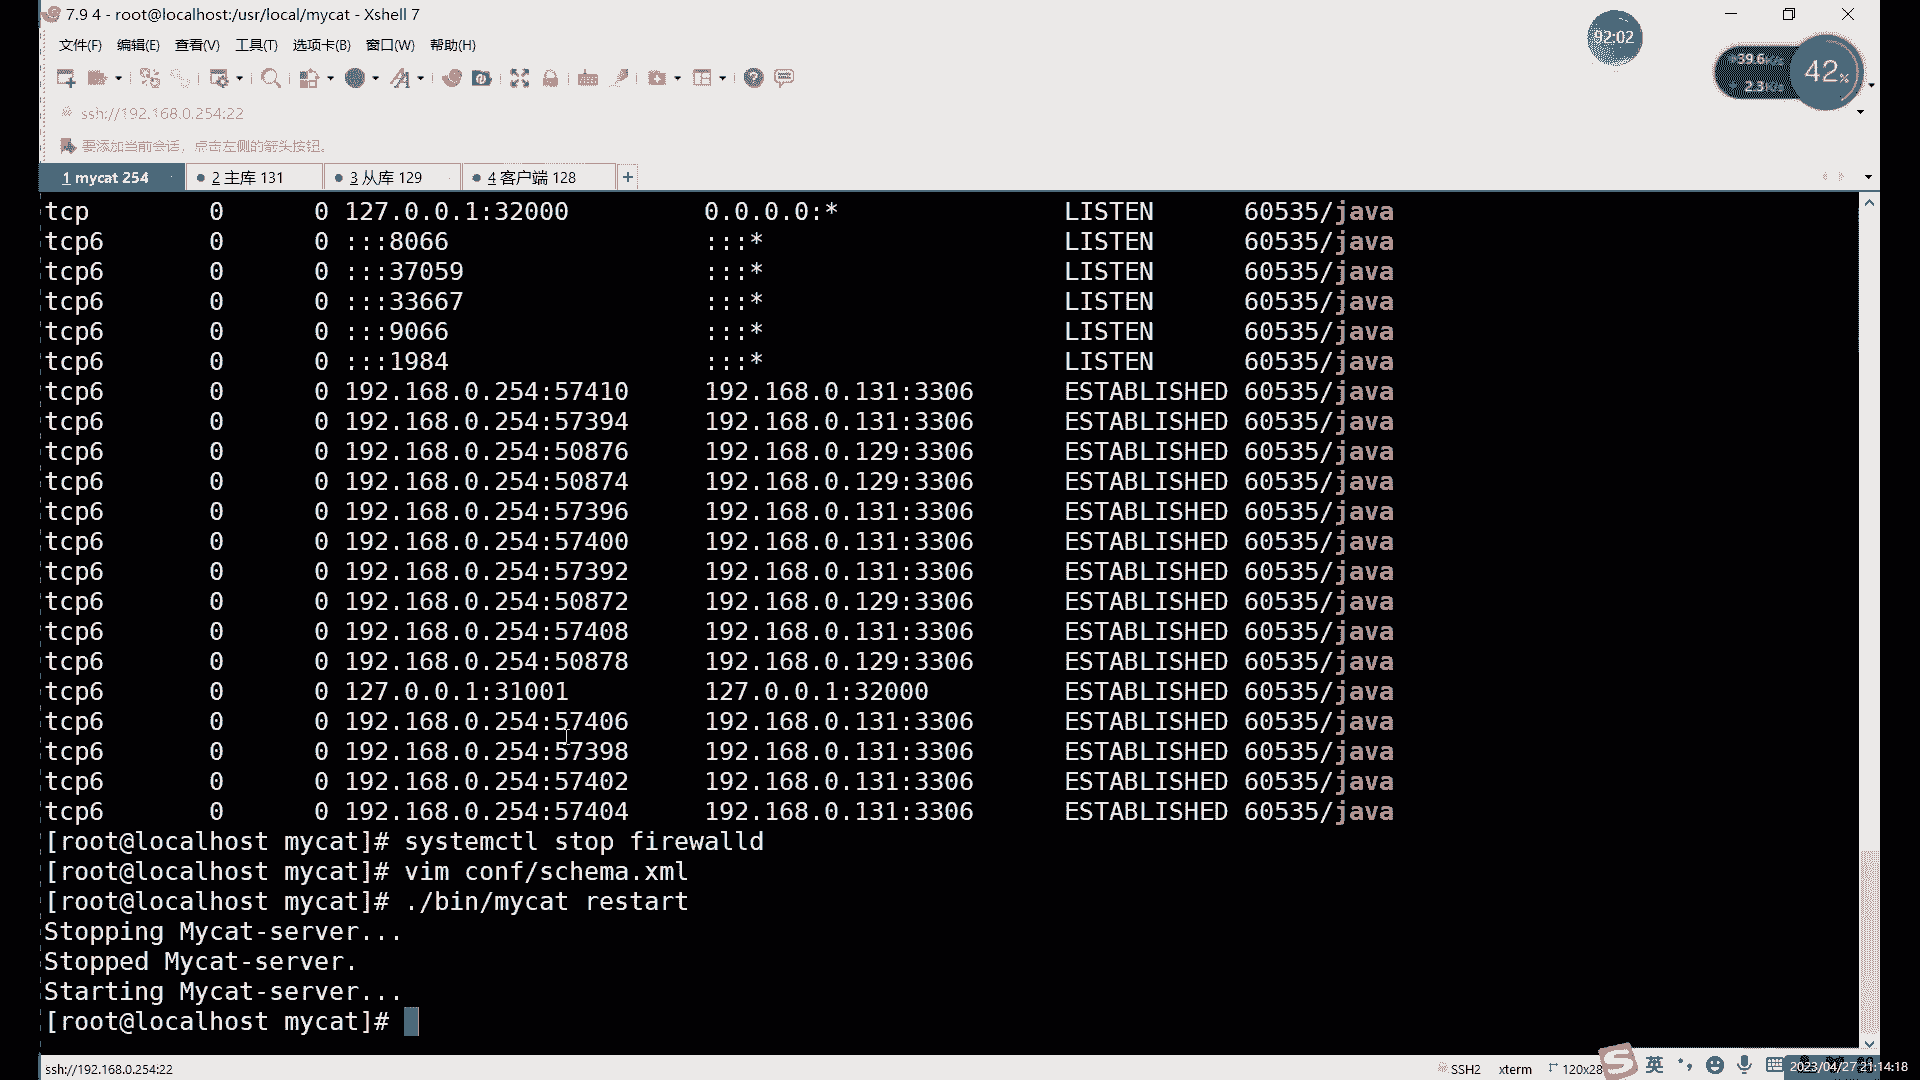 7.9 4 - root@localhost:/usr/local/mycat - Xshell 7
92:02
文件(F) 编辑(E) 查看(V) 工具(T) 选项卡(B) 窗口(W) 帮助(H)
39.6K/s
2.3K/s
42%
ssh://192.168.0.254:22
要添加当前会话，点击左侧的箭头按钮。
1 mycat 254 2 主库 131 3 从库 129 4 客户端 128 +
tcp 0 0 127.0.0.1:32000 0.0.0.0:* LISTEN 60535/java
tcp6 0 0 :::8066 :::* LISTEN 60535/java
tcp6 0 0 :::37059 :::* LISTEN 60535/java
tcp6 0 0 :::33667 :::* LISTEN 60535/java
tcp6 0 0 :::9066 :::* LISTEN 60535/java
tcp6 0 0 :::1984 :::* LISTEN 60535/java
tcp6 0 0 192.168.0.254:57410 192.168.0.131:3306 ESTABLISHED 60535/java
tcp6 0 0 192.168.0.254:57394 192.168.0.131:3306 ESTABLISHED 60535/java
tcp6 0 0 192.168.0.254:50876 192.168.0.129:3306 ESTABLISHED 60535/java
tcp6 0 0 192.168.0.254:50874 192.168.0.129:3306 ESTABLISHED 60535/java
tcp6 0 0 192.168.0.254:57396 192.168.0.131:3306 ESTABLISHED 60535/java
tcp6 0 0 192.168.0.254:57400 192.168.0.131:3306 ESTABLISHED 60535/java
tcp6 0 0 192.168.0.254:57392 192.168.0.131:3306 ESTABLISHED 60535/java
tcp6 0 0 192.168.0.254:50872 192.168.0.129:3306 ESTABLISHED 60535/java
tcp6 0 0 192.168.0.254:57408 192.168.0.131:3306 ESTABLISHED 60535/java
tcp6 0 0 192.168.0.254:50878 192.168.0.129:3306 ESTABLISHED 60535/java
tcp6 0 0 127.0.0.1:31001 127.0.0.1:32000 ESTABLISHED 60535/java
tcp6 0 0 192.168.0.254:57406 192.168.0.131:3306 ESTABLISHED 60535/java
tcp6 0 0 192.168.0.254:57398 192.168.0.131:3306 ESTABLISHED 60535/java
tcp6 0 0 192.168.0.254:57402 192.168.0.131:3306 ESTABLISHED 60535/java
tcp6 0 0 192.168.0.254:57404 192.168.0.131:3306 ESTABLISHED 60535/java
[root@localhost mycat]# systemctl stop firewalld
[root@localhost mycat]# vim conf/schema.xml
[root@localhost mycat]# ./bin/mycat restart
Stopping Mycat-server...
Stopped Mycat-server.
Starting Mycat-server...
[root@localhost mycat]#
ssh://192.168.0.254:22 SSH2 xterm 120x28 英 2023/04/27 21:14:18